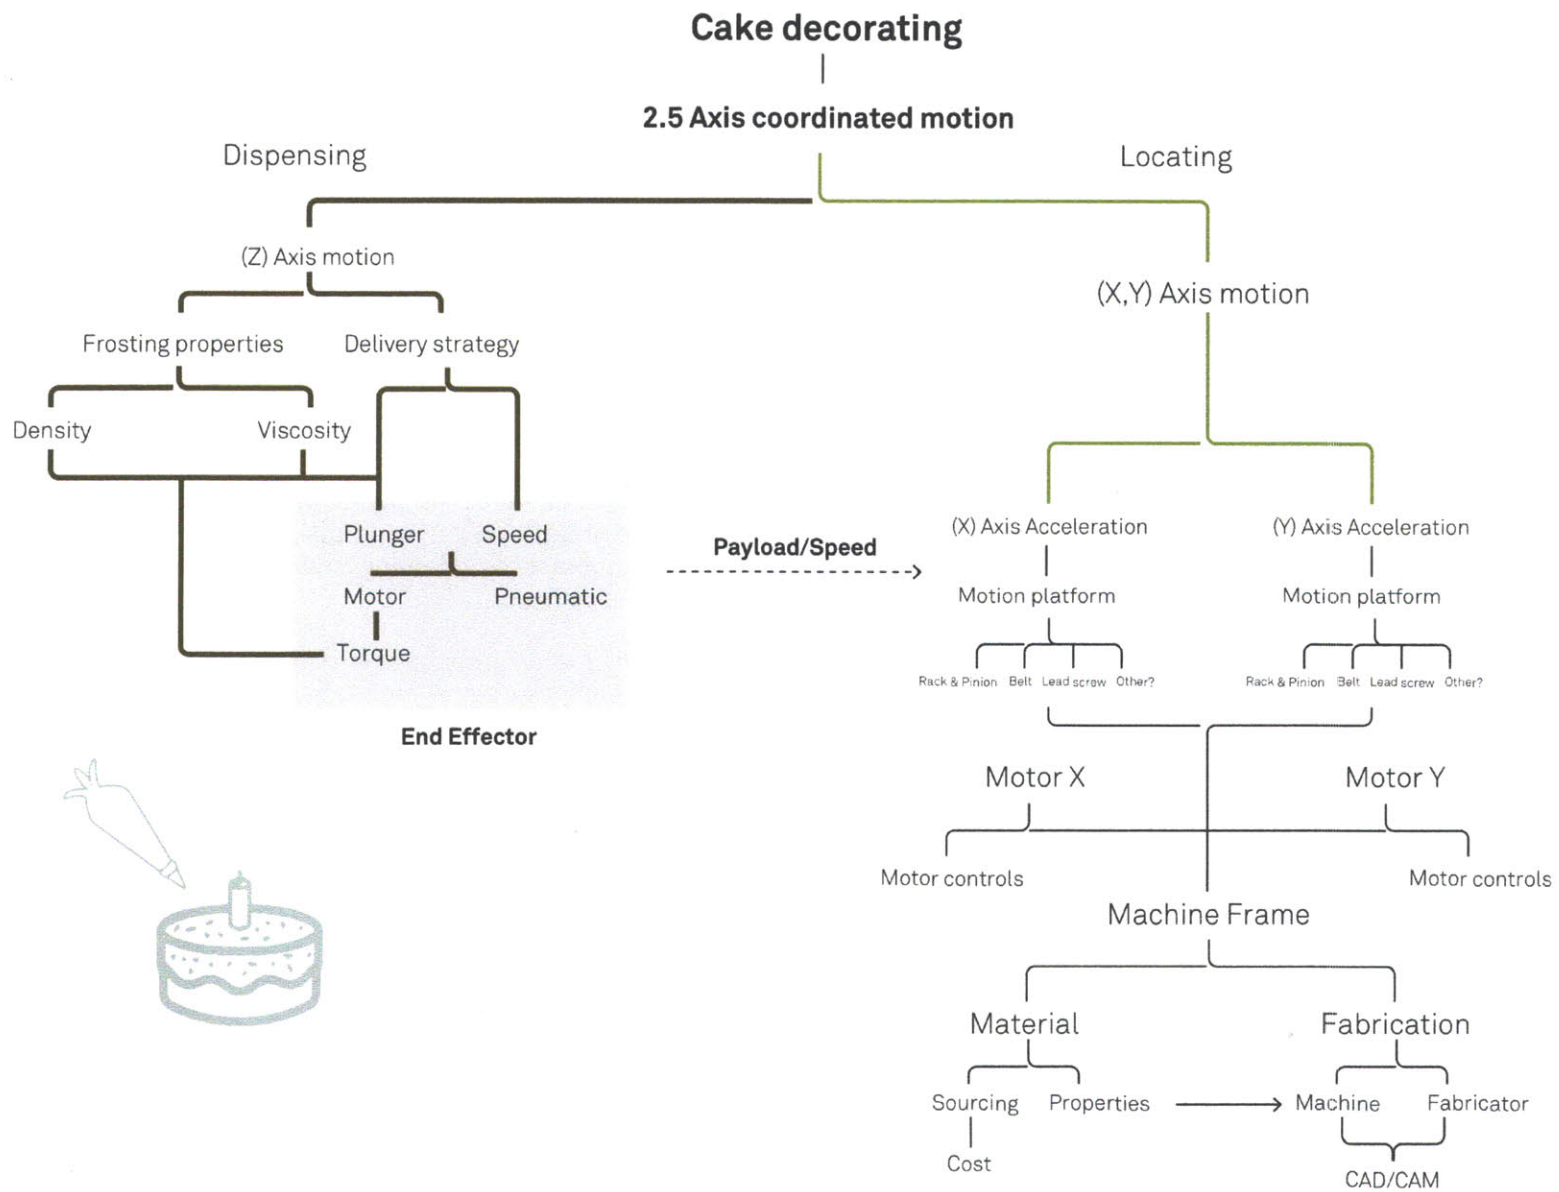 Cake decorating
2.5 Axis coordinated motion
Dispensing
Locating
(Z) Axis motion
(X,Y) Axis motion
Frosting properties
Delivery strategy
Density
Viscosity
Plunger
Speed
Motor
Pneumatic
Torque
End Effector
Payload/Speed
(X) Axis Acceleration
(Y) Axis Acceleration
Motion platform
Motion platform
Rack & Pinion Belt Lead screw Other?
Rack & Pinion Belt Lead screw Other?
Motor X
Motor Y
Motor controls
Motor controls
Machine Frame
Material
Fabrication
Sourcing
Properties
Machine
Fabricator
Cost
CAD/CAM